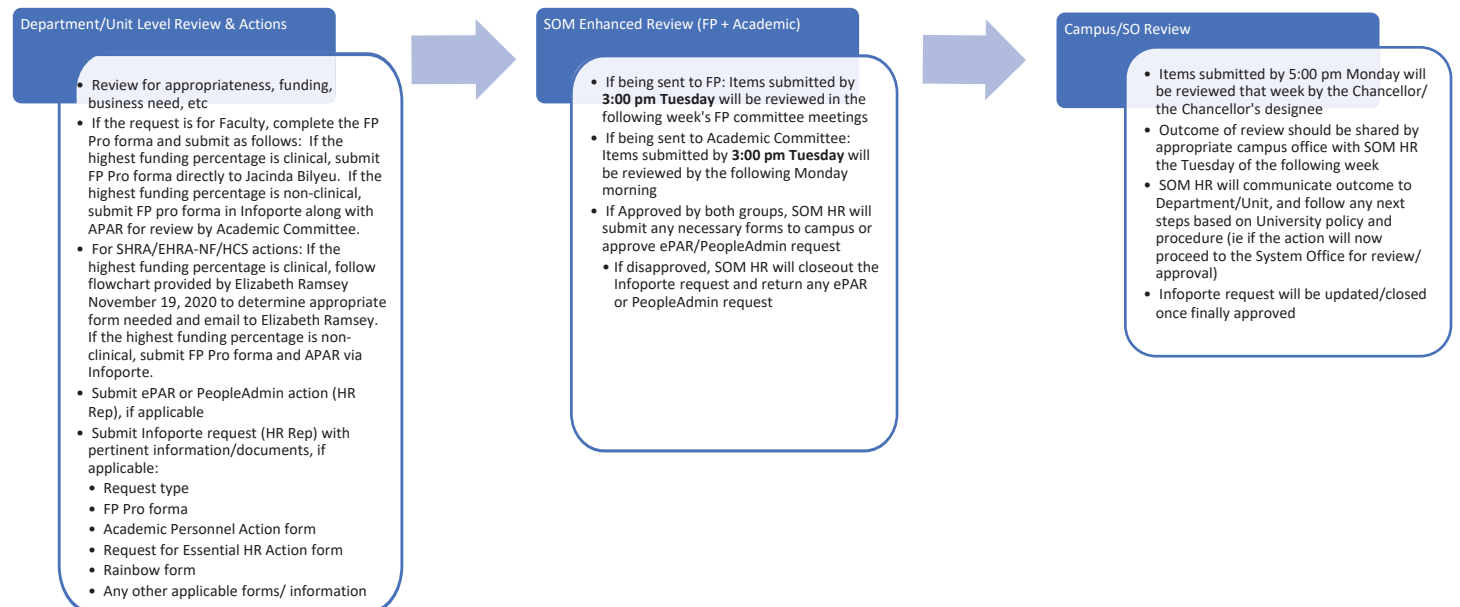 Department/Unit Level Review & Actions
• Review for appropriateness, funding,
business need, etc
• If the request is for Faculty, complete the FP
Pro forma and submit as follows: If the
highest funding percentage is clinical, submit
FP Pro forma directly to Jacinda Bilyeu. If the
highest funding percentage is non-clinical,
submit FP pro forma in Infoporte along with
APAR for review by Academic Committee.
• For SHRA/EHRA-NF/HCS actions: If the
highest funding percentage is clinical, follow
flowchart provided by Elizabeth Ramsey
November 19, 2020 to determine appropriate
form needed and email to Elizabeth Ramsey.
If the highest funding percentage is non-
clinical, submit FP Pro forma and APAR via
Infoporte.
• Submit ePAR or PeopleAdmin action (HR
Rep), if applicable
• Submit Infoporte request (HR Rep) with
pertinent information/documents, if
applicable:
• Request type
• FP Pro forma
• Academic Personnel Action form
• Request for Essential HR Action form
• Rainbow form
• Any other applicable forms/ information
SOM Enhanced Review (FP + Academic)
• If being sent to FP: Items submitted by
3:00 pm Tuesday will be reviewed in the
following week's FP committee meetings
• If being sent to Academic Committee:
Items submitted by 3:00 pm Tuesday will
be reviewed by the following Monday
morning
• If Approved by both groups, SOM HR will
submit any necessary forms to campus or
approve ePAR/PeopleAdmin request
• If disapproved, SOM HR will closeout the
Infoporte request and return any ePAR
or PeopleAdmin request
Campus/SO Review
• Items submitted by 5:00 pm Monday will
be reviewed that week by the Chancellor/
the Chancellor's designee
• Outcome of review should be shared by
appropriate campus office with SOM HR
the Tuesday of the following week
• SOM HR will communicate outcome to
Department/Unit, and follow any next
steps based on University policy and
procedure (ie if the action will now
proceed to the System Office for review/
approval)
• Infoporte request will be updated/closed
once finally approved